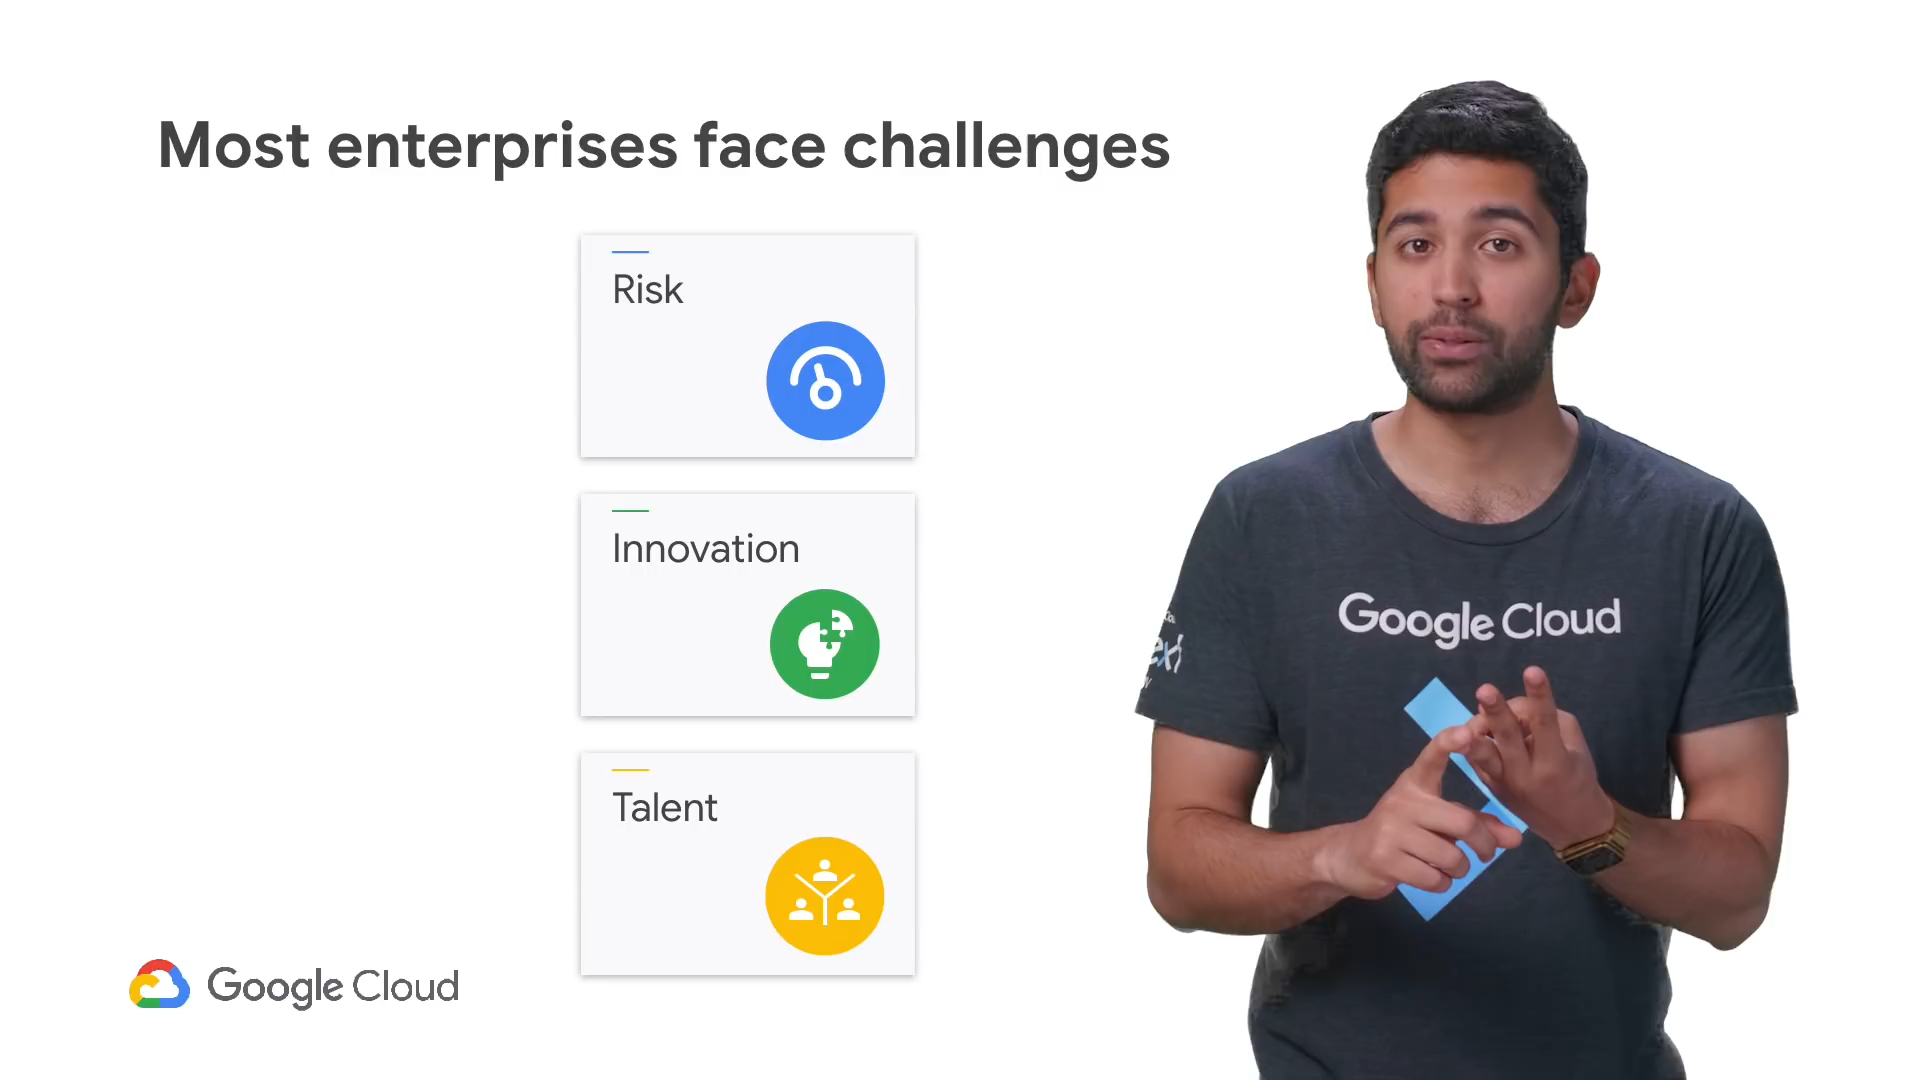 Most enterprises face challenges
Risk
Innovation
Talent
Google Cloud
Google Cloud